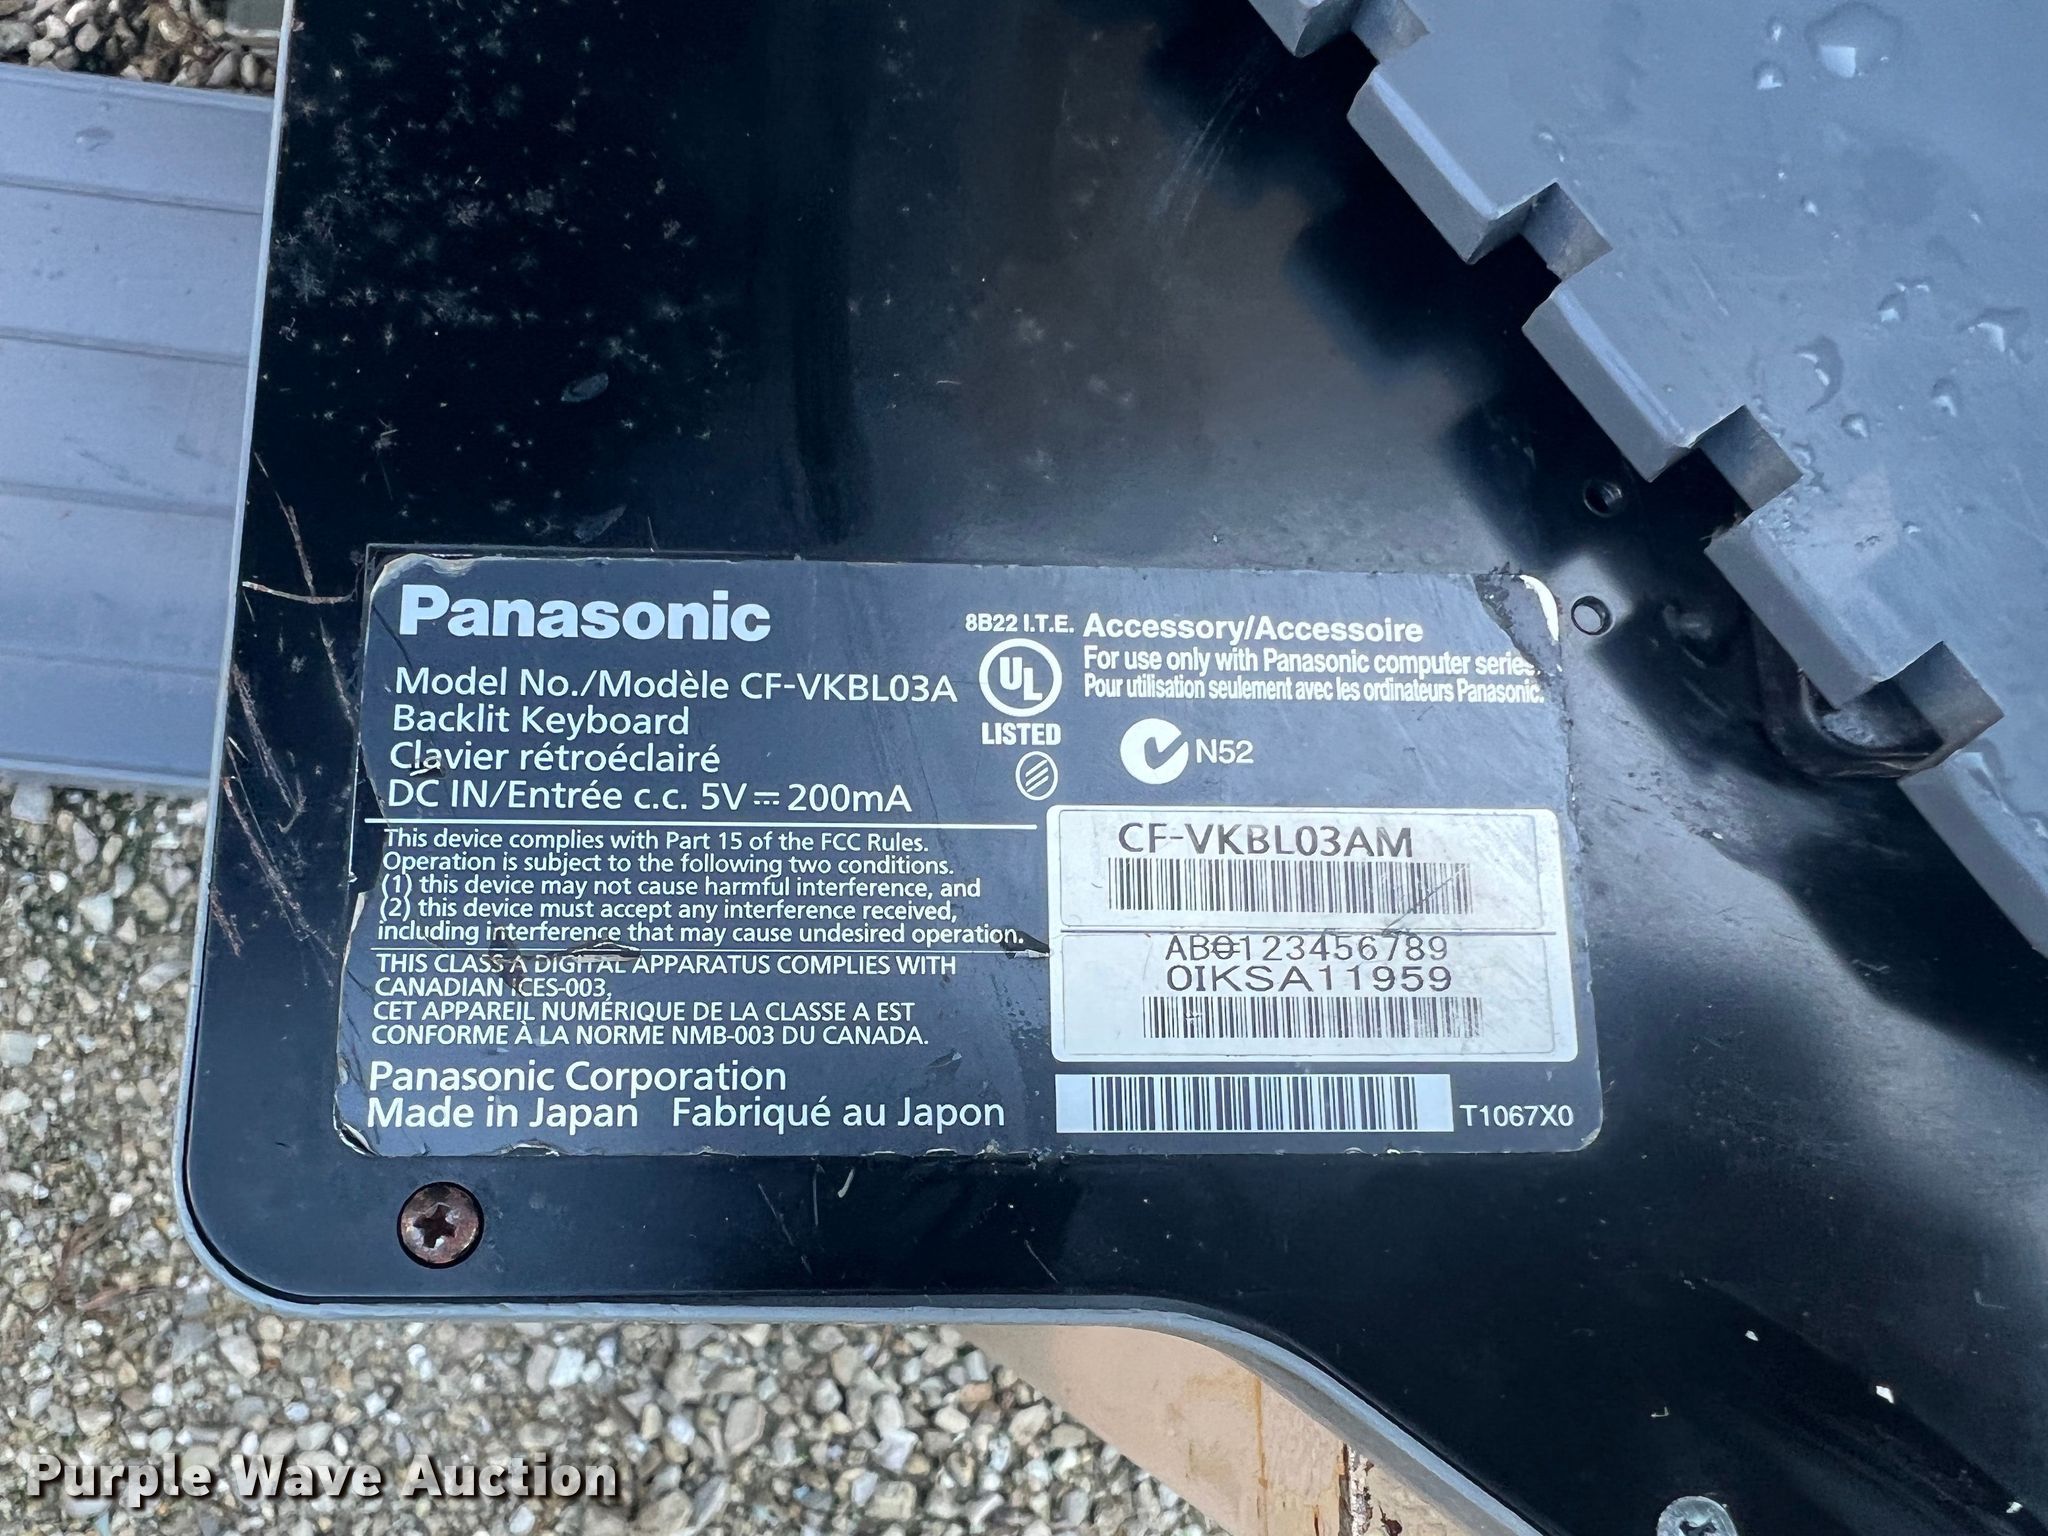 Panasonic
Model No./Modèle CF-VKBL03A
Backlit Keyboard
Clavier rétroéclairé
DC IN/Entrée c.c. 5V⎓200mA
8B22 I.T.E.
UL
LISTED
Accessory/Accessoire
For use only with Panasonic computer series.
Pour utilisation seulement avec les ordinateurs Panasonic.
N52
This device complies with Part 15 of the FCC Rules.
Operation is subject to the following two conditions.
(1) this device may not cause harmful interference, and
(2) this device must accept any interference received,
including interference that may cause undesired operation.
THIS CLASS A DIGITAL APPARATUS COMPLIES WITH
CANADIAN ICES-003,
CET APPAREIL NUMÉRIQUE DE LA CLASSE A EST
CONFORME À LA NORME NMB-003 DU CANADA.
Panasonic Corporation
Made in Japan Fabriqué au Japon
CF-VKBL03AM
AB0123456789
0IKSA11959
T1067X0
Purple Wave Auction